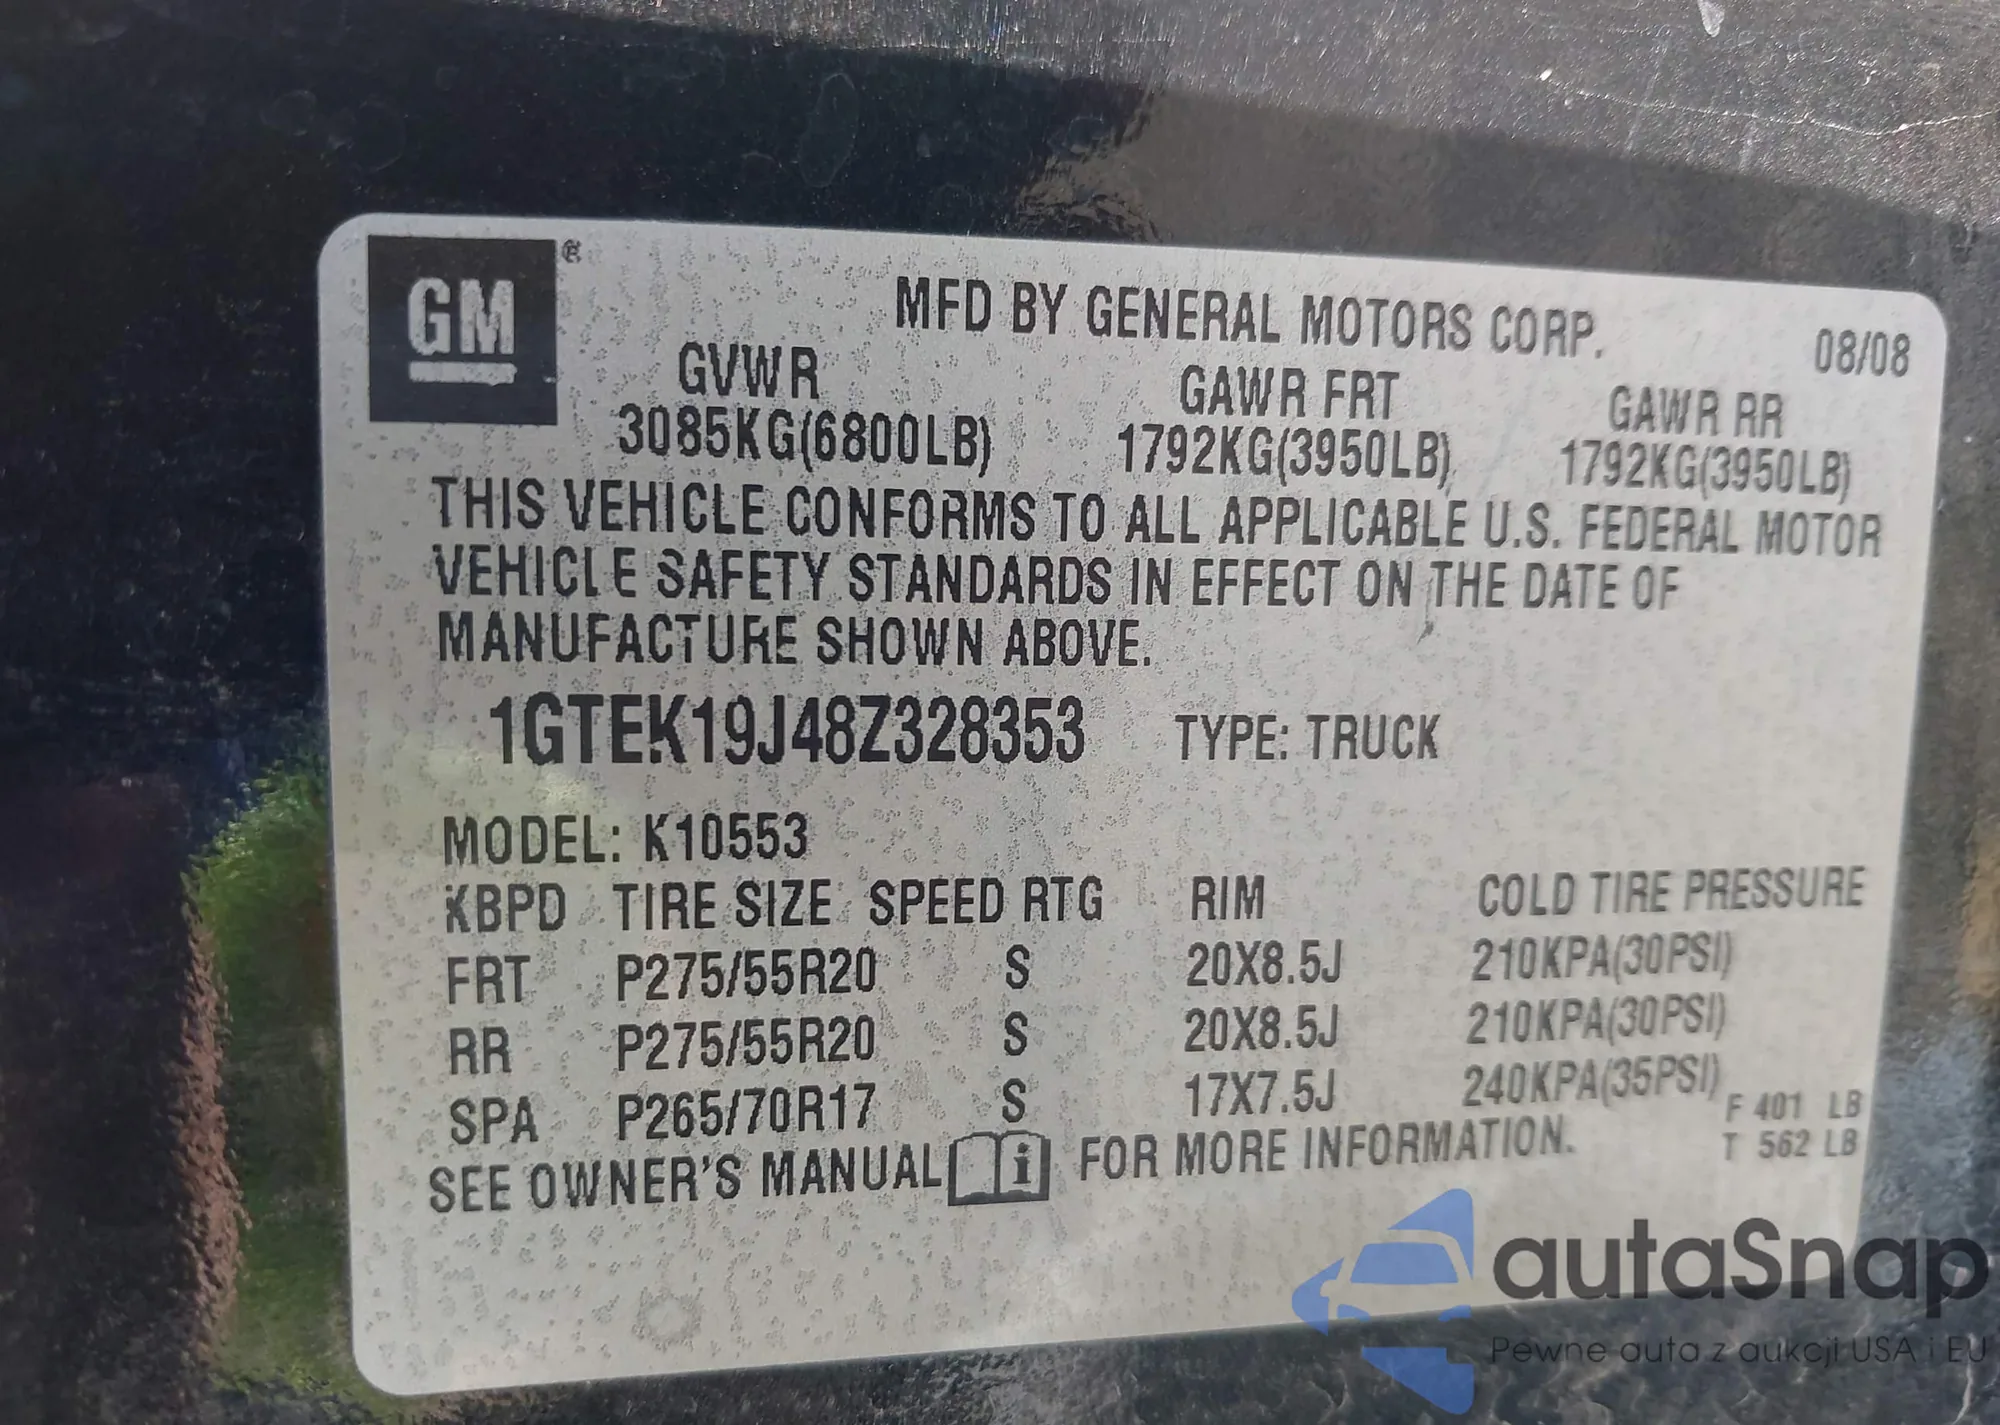 GM®
MFD BY GENERAL MOTORS CORP. 08/08
GVWR GAWR FRT GAWR RR
3085KG(6800LB) 1792KG(3950LB) 1792KG(3950LB)
THIS VEHICLE CONFORMS TO ALL APPLICABLE U.S. FEDERAL MOTOR
VEHICLE SAFETY STANDARDS IN EFFECT ON THE DATE OF
MANUFACTURE SHOWN ABOVE.
1GTEK19J48Z328353 TYPE: TRUCK
MODEL: K10553
KBPD TIRE SIZE SPEED RTG RIM COLD TIRE PRESSURE
FRT P275/55R20 S 20X8.5J 210KPA(30PSI)
RR P275/55R20 S 20X8.5J 210KPA(30PSI)
SPA P265/70R17 S 17X7.5J 240KPA(35PSI)
F 401 LB
T 562 LB
SEE OWNER'S MANUAL i FOR MORE INFORMATION.
autaSnap
Pewne auta z aukcji USA i EU